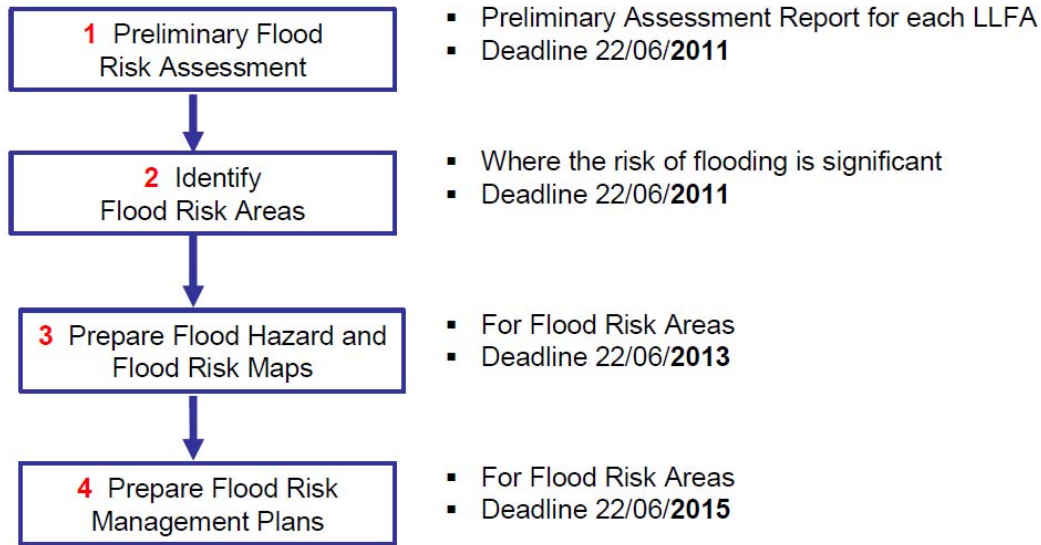 1 Preliminary Flood
Risk Assessment
▪ Preliminary Assessment Report for each LLFA
▪ Deadline 22/06/2011
2 Identify
Flood Risk Areas
▪ Where the risk of flooding is significant
▪ Deadline 22/06/2011
3 Prepare Flood Hazard and
Flood Risk Maps
▪ For Flood Risk Areas
▪ Deadline 22/06/2013
4 Prepare Flood Risk
Management Plans
▪ For Flood Risk Areas
▪ Deadline 22/06/2015